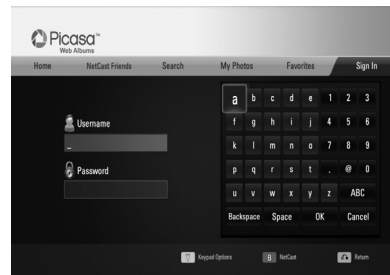 Picasa™
Web Albums
Home NetCast Friends Search My Photos Favorites Sign In
Username
_
Password
a b c d e 1 2 3
f g h i j 4 5 6
k l m n o 7 8 9
p q r s t . @ 0
u v w x y z ABC
Backspace Space OK Cancel
Keypad Options NetCast Return